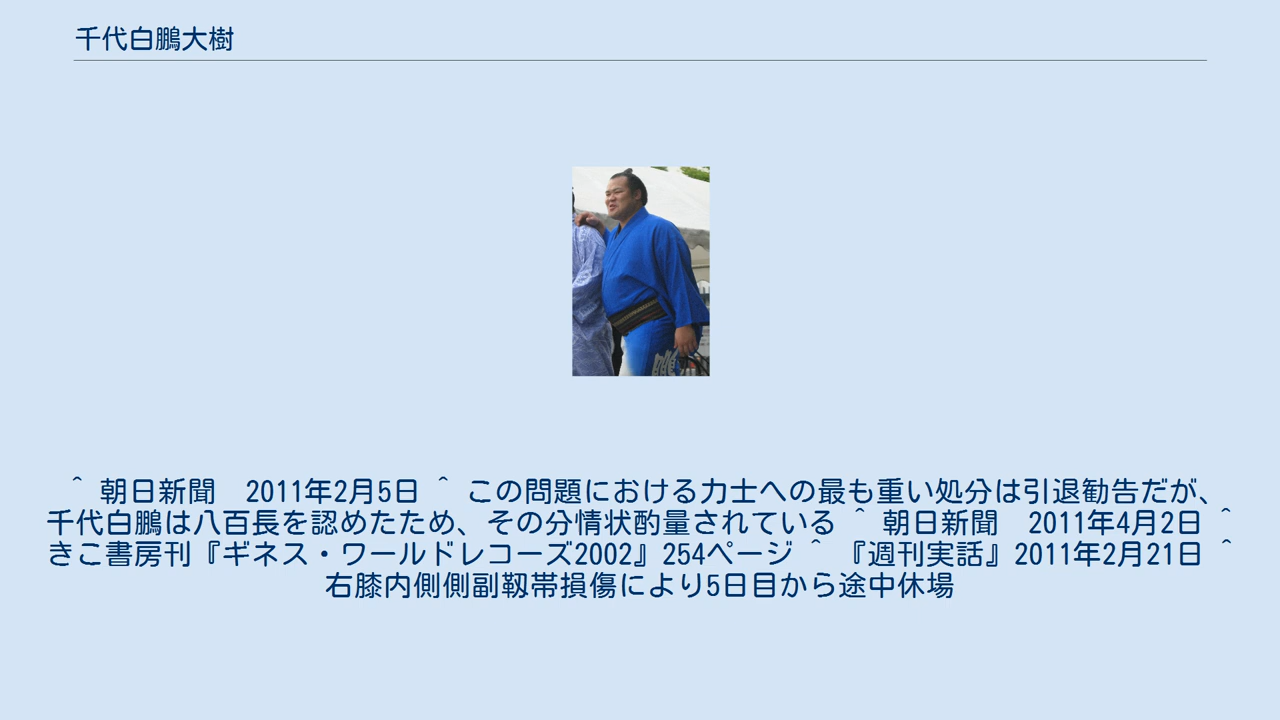 千代白鵬大樹
^ 朝日新聞　2011年2月5日 ^ この問題における力士への最も重い処分は引退勧告だが、
千代白鵬は八百長を認めたため、その分情状酌量されている ^ 朝日新聞　2011年4月2日 ^
きこ書房刊『ギネス・ワールドレコーズ2002』254ページ ^ 『週刊実話』2011年2月21日 ^
右膝内側側副靱帯損傷により5日目から途中休場